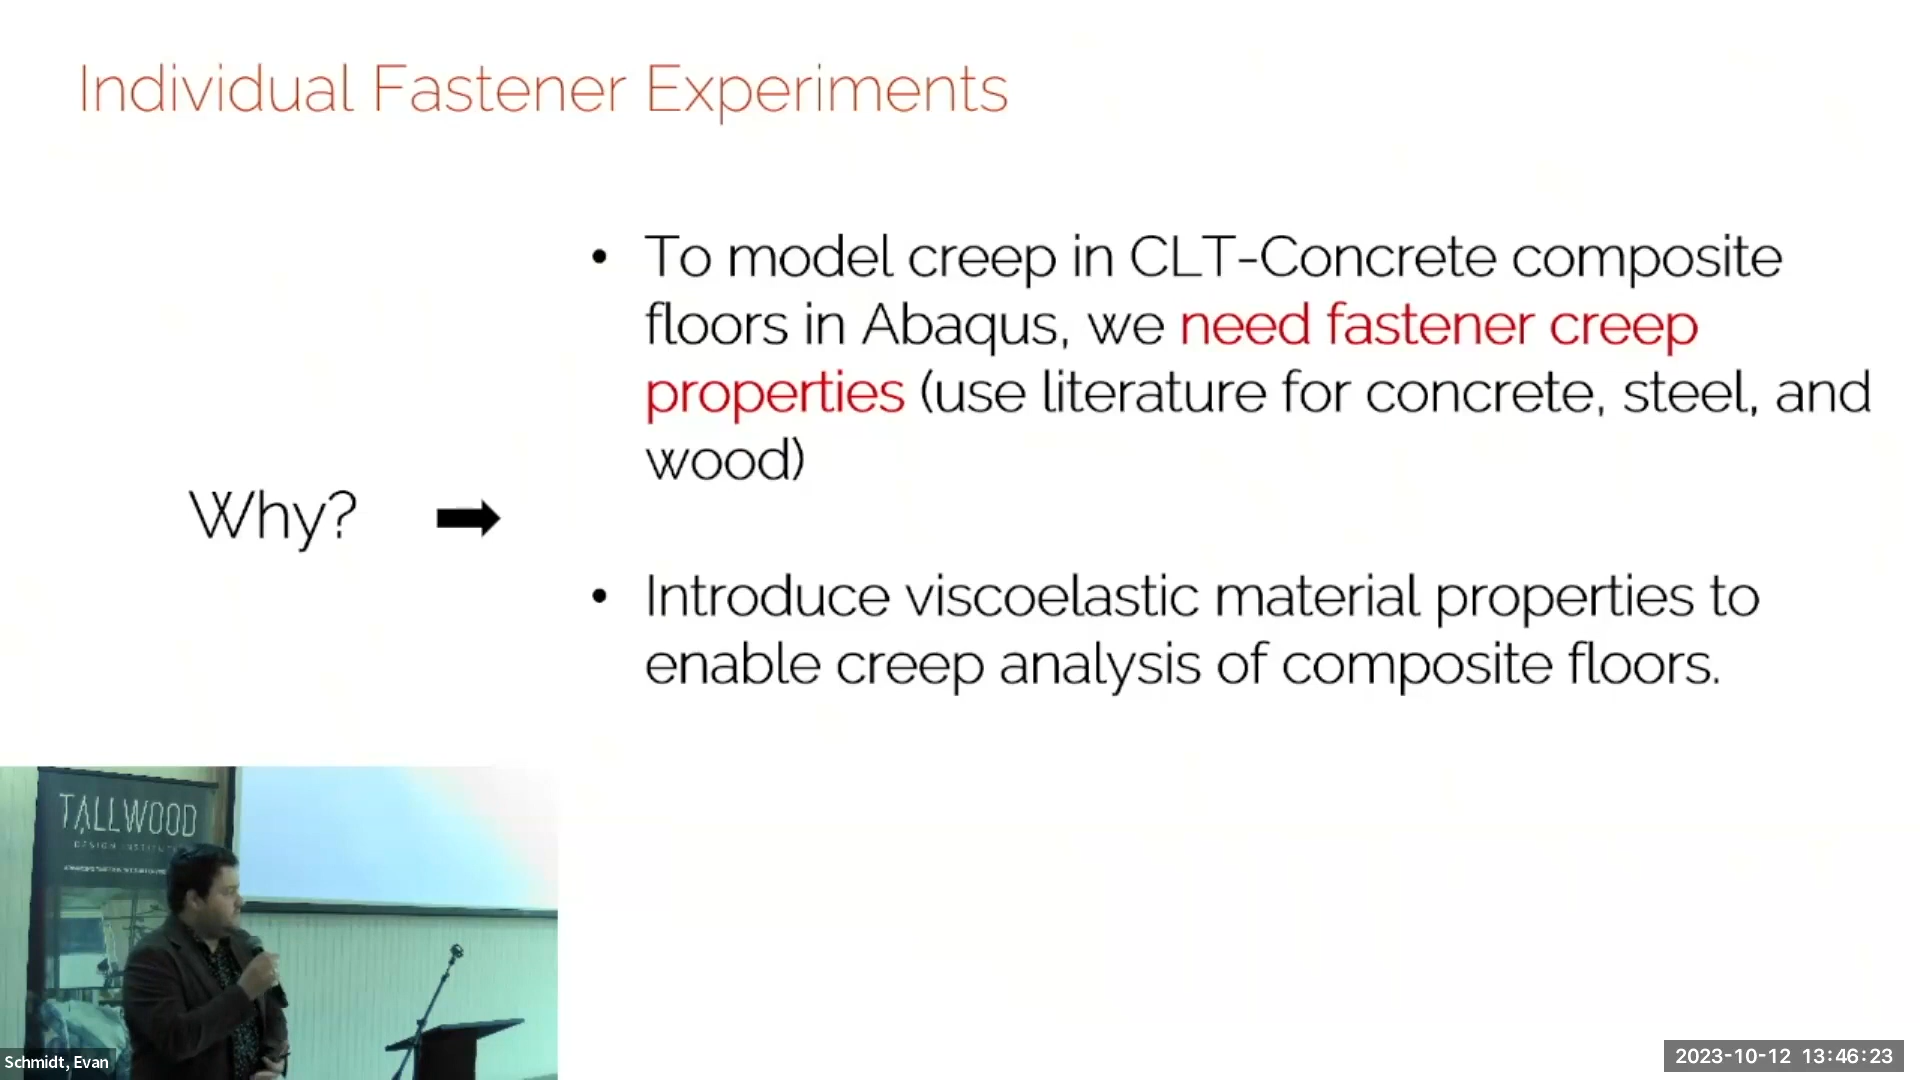 Individual Fastener Experiments
• To model creep in CLT-Concrete composite
floors in Abaqus, we need fastener creep
properties (use literature for concrete, steel, and
wood)
Why?
• Introduce viscoelastic material properties to
enable creep analysis of composite floors.
TALLWOOD
DESIGN INSTITUTE
Schmidt, Evan
2023-10-12 13:46:23